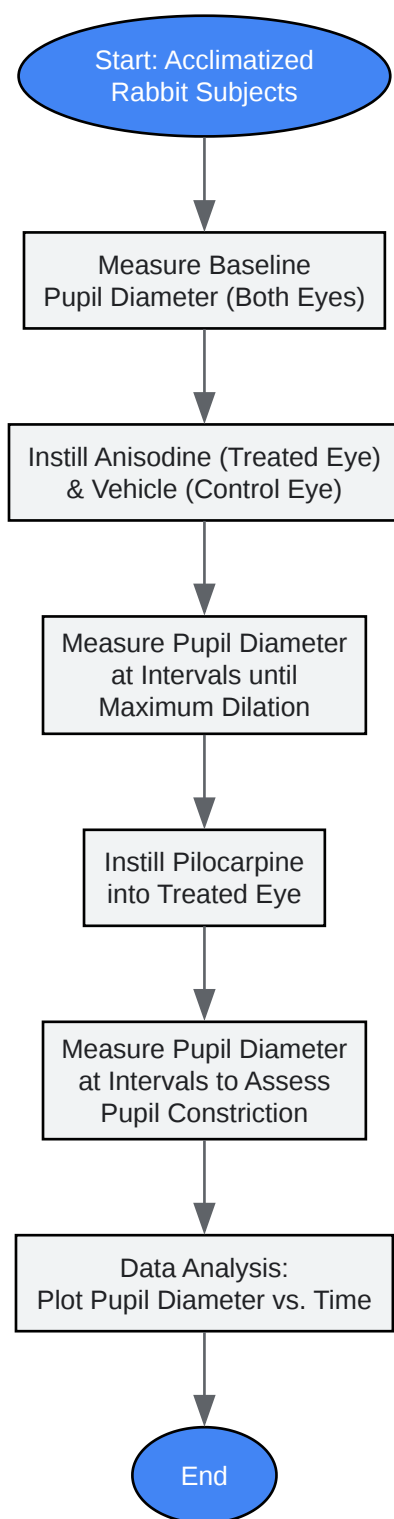 Start: Acclimatized
Rabbit Subjects
Measure Baseline
Pupil Diameter (Both Eyes)
Instill Anisodine (Treated Eye)
& Vehicle (Control Eye)
Measure Pupil Diameter
at Intervals until
Maximum Dilation
Instill Pilocarpine
into Treated Eye
Measure Pupil Diameter
at Intervals to Assess
Pupil Constriction
Data Analysis:
Plot Pupil Diameter vs. Time
End